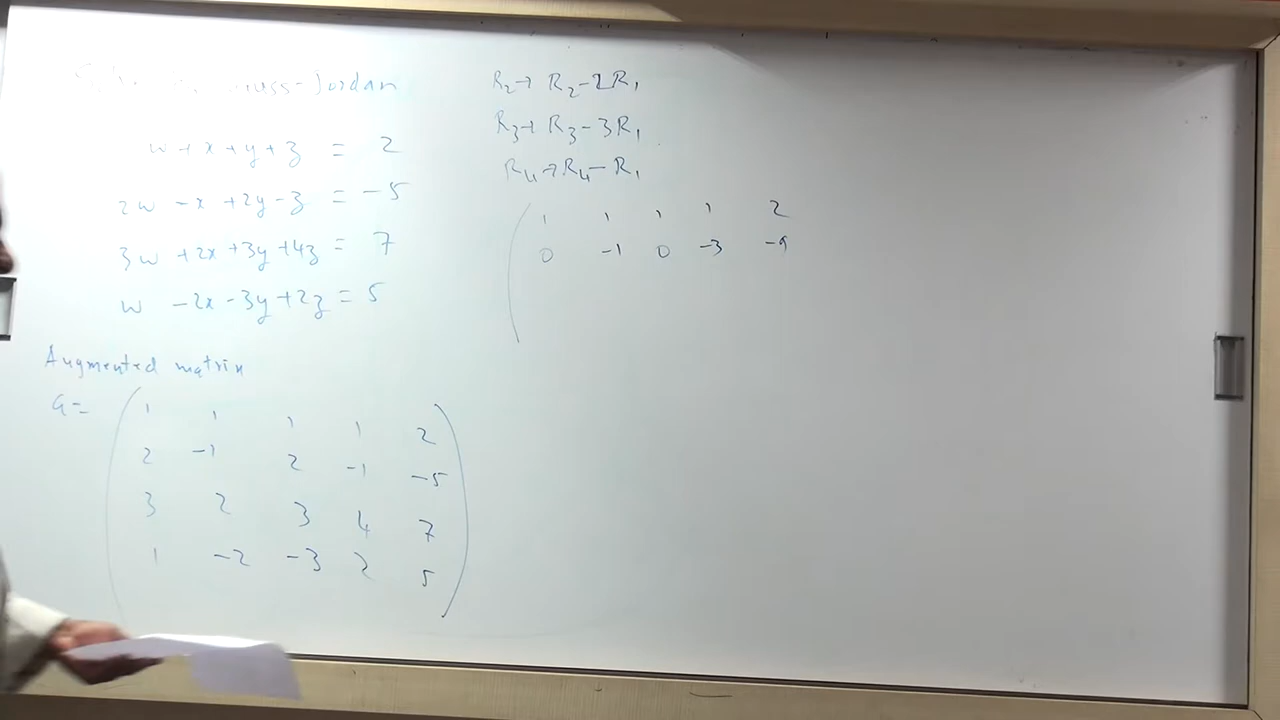 Gauss-Jordan
w + x + y + z = 2
2w - x + 2y - z = -5
3w + 2x + 3y + 4z = 7
w - 2x - 3y + 2z = 5
Augmented matrix
G =
1 1 1 1 2
2 -1 2 -1 -5
3 2 3 4 7
1 -2 -3 2 5
R2 → R2 - 2R1
R3 → R3 - 3R1
R4 → R4 - R1
1 1 1 1 2
0 -1 0 -3 -9